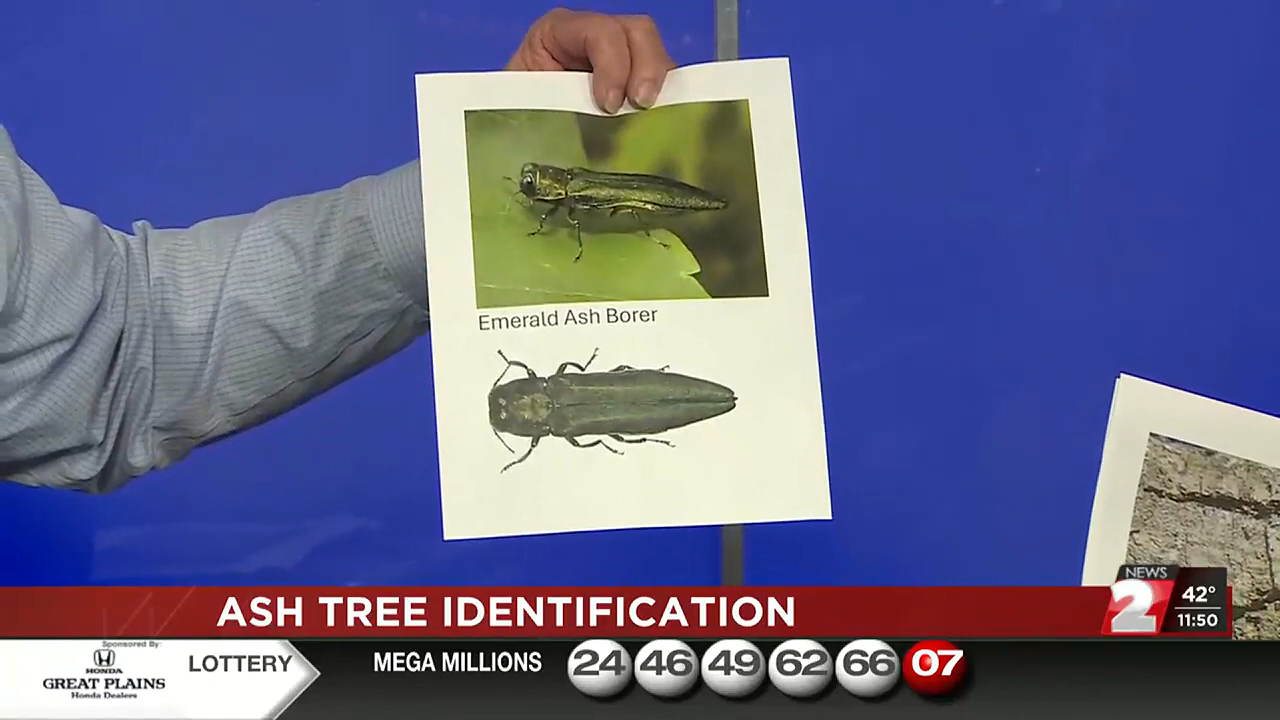 Emerald Ash Borer
ASH TREE IDENTIFICATION
NEWS
2
42°
11:50
Sponsored By:
HONDA
GREAT PLAINS
Honda Dealers
LOTTERY
MEGA MILLIONS
24 46 49 62 66 07